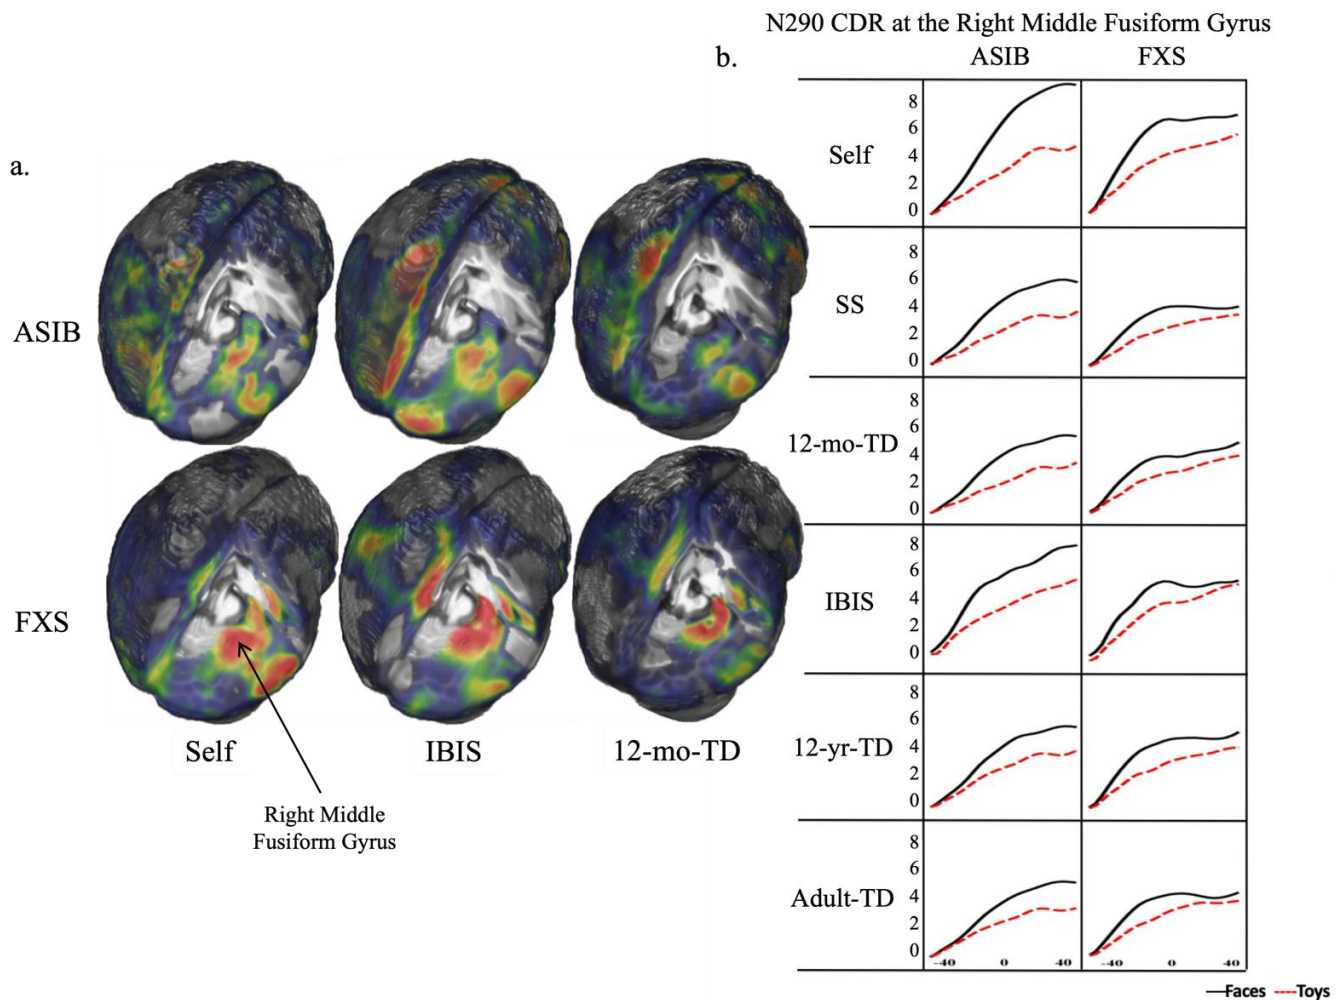 N290 CDR at the Right Middle Fusiform Gyrus
b.
ASIB
FXS
a.
ASIB
FXS
Self
IBIS
12-mo-TD
Right Middle
Fusiform Gyrus
Self
8
6
4
2
0
SS
8
6
4
2
0
12-mo-TD
8
6
4
2
0
IBIS
8
6
4
2
0
12-yr-TD
8
6
4
2
0
Adult-TD
8
6
4
2
0
-40 0 40
-40 0 40
Faces Toys